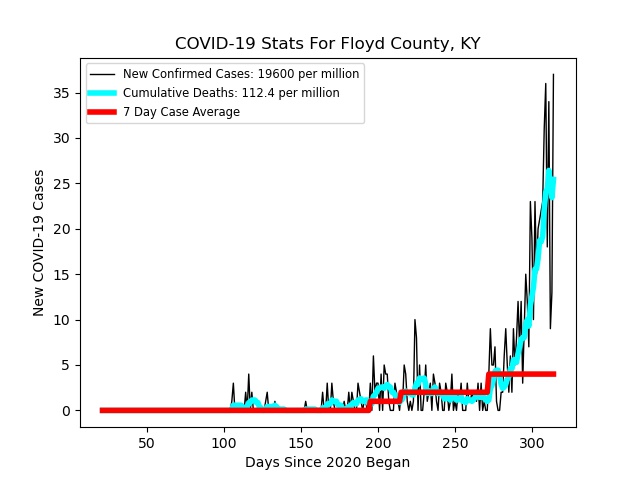 COVID-19 Stats For Floyd County, KY
New Confirmed Cases: 19600 per million
Cumulative Deaths: 112.4 per million
7 Day Case Average
New COVID-19 Cases
35
30
25
20
15
10
5
0
50 100 150 200 250 300
Days Since 2020 Began